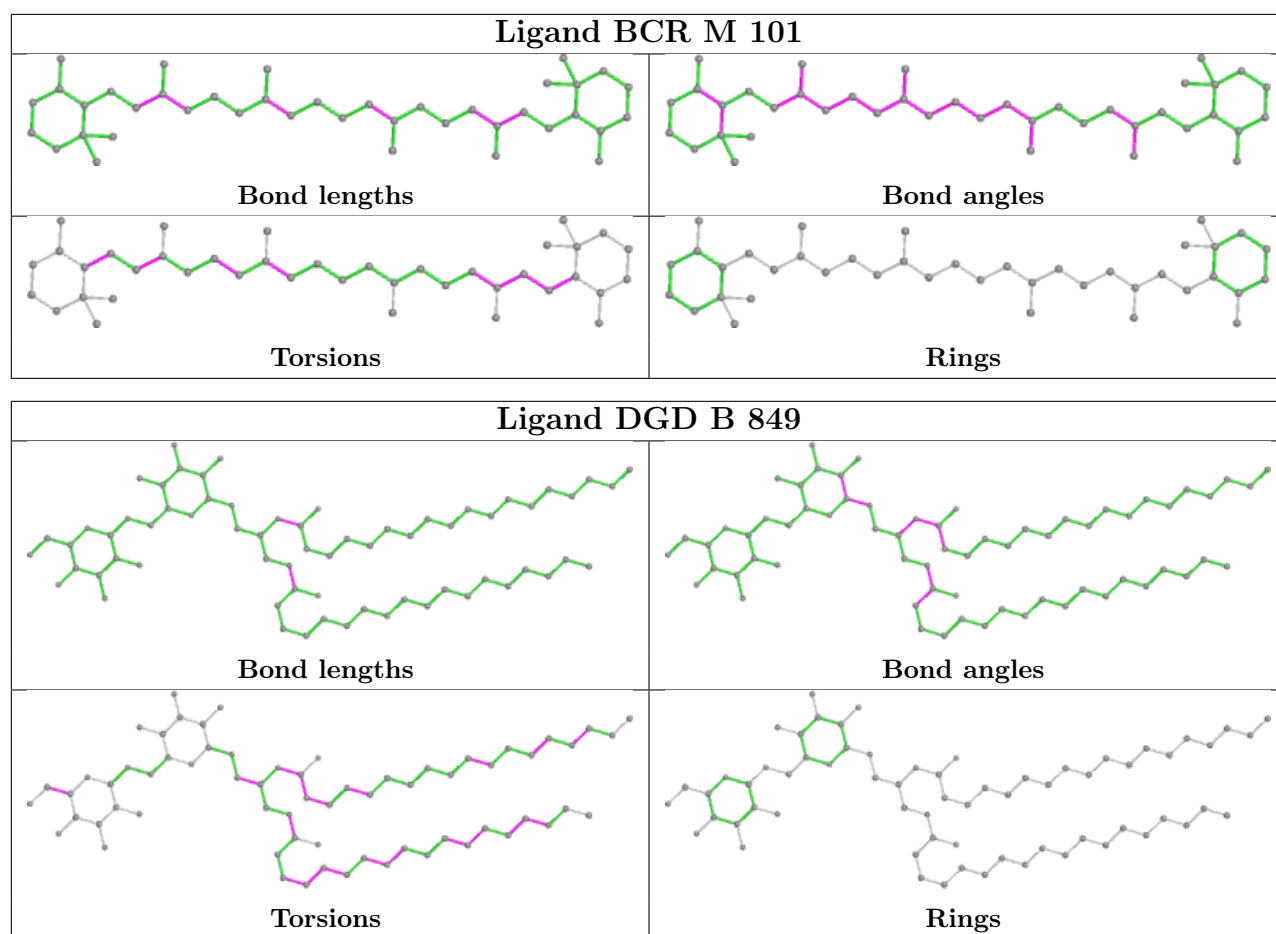 Ligand BCR M 101
Bond lengths
Bond angles
Torsions
Rings
Ligand DGD B 849
Bond lengths
Bond angles
Torsions
Rings